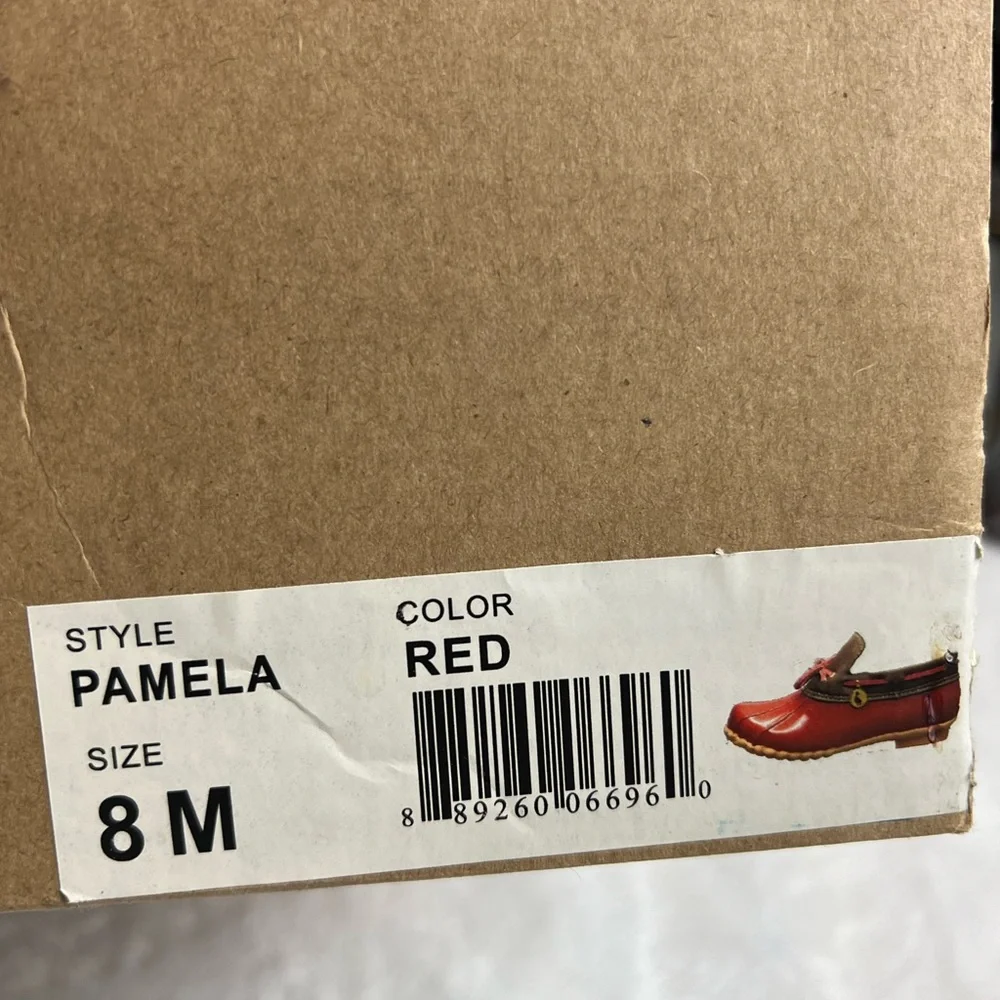 STYLE
PAMELA
SIZE
8 M
COLOR
RED
8 89260 06696 0